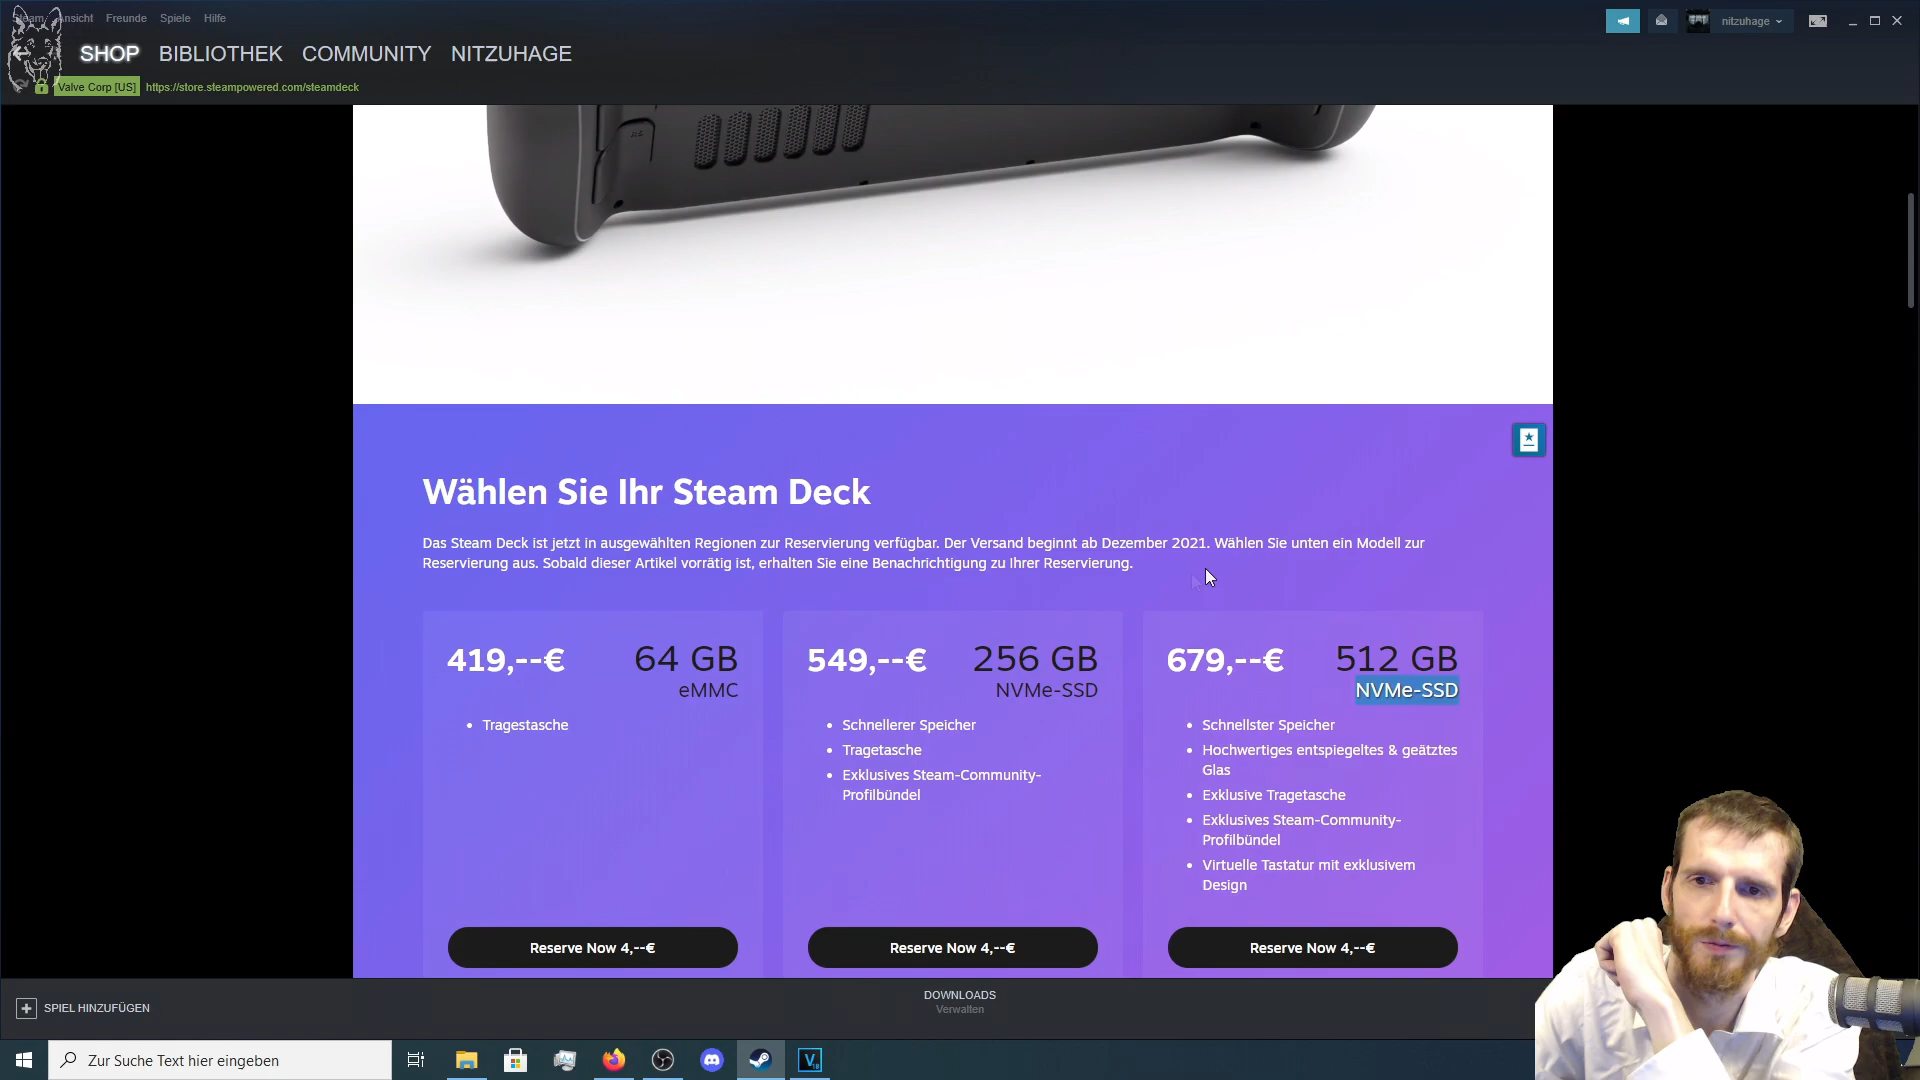 Steam Ansicht Freunde Spiele Hilfe
nitzuhage
SHOP BIBLIOTHEK COMMUNITY NITZUHAGE
Valve Corp [US] https://store.steampowered.com/steamdeck
Wählen Sie Ihr Steam Deck
Das Steam Deck ist jetzt in ausgewählten Regionen zur Reservierung verfügbar. Der Versand beginnt ab Dezember 2021. Wählen Sie unten ein Modell zur
Reservierung aus. Sobald dieser Artikel vorrätig ist, erhalten Sie eine Benachrichtigung zu Ihrer Reservierung.
419,--€ 64 GB
eMMC
• Tragestasche
Reserve Now 4,--€
549,--€ 256 GB
NVMe-SSD
• Schnellerer Speicher
• Tragetasche
• Exklusives Steam-Community-
Profilbündel
Reserve Now 4,--€
679,--€ 512 GB
NVMe-SSD
• Schnellster Speicher
• Hochwertiges entspiegeltes & geätztes
Glas
• Exklusive Tragetasche
• Exklusives Steam-Community-
Profilbündel
• Virtuelle Tastatur mit exklusivem
Design
Reserve Now 4,--€
SPIEL HINZUFÜGEN
DOWNLOADS
Verwalten
Zur Suche Text hier eingeben